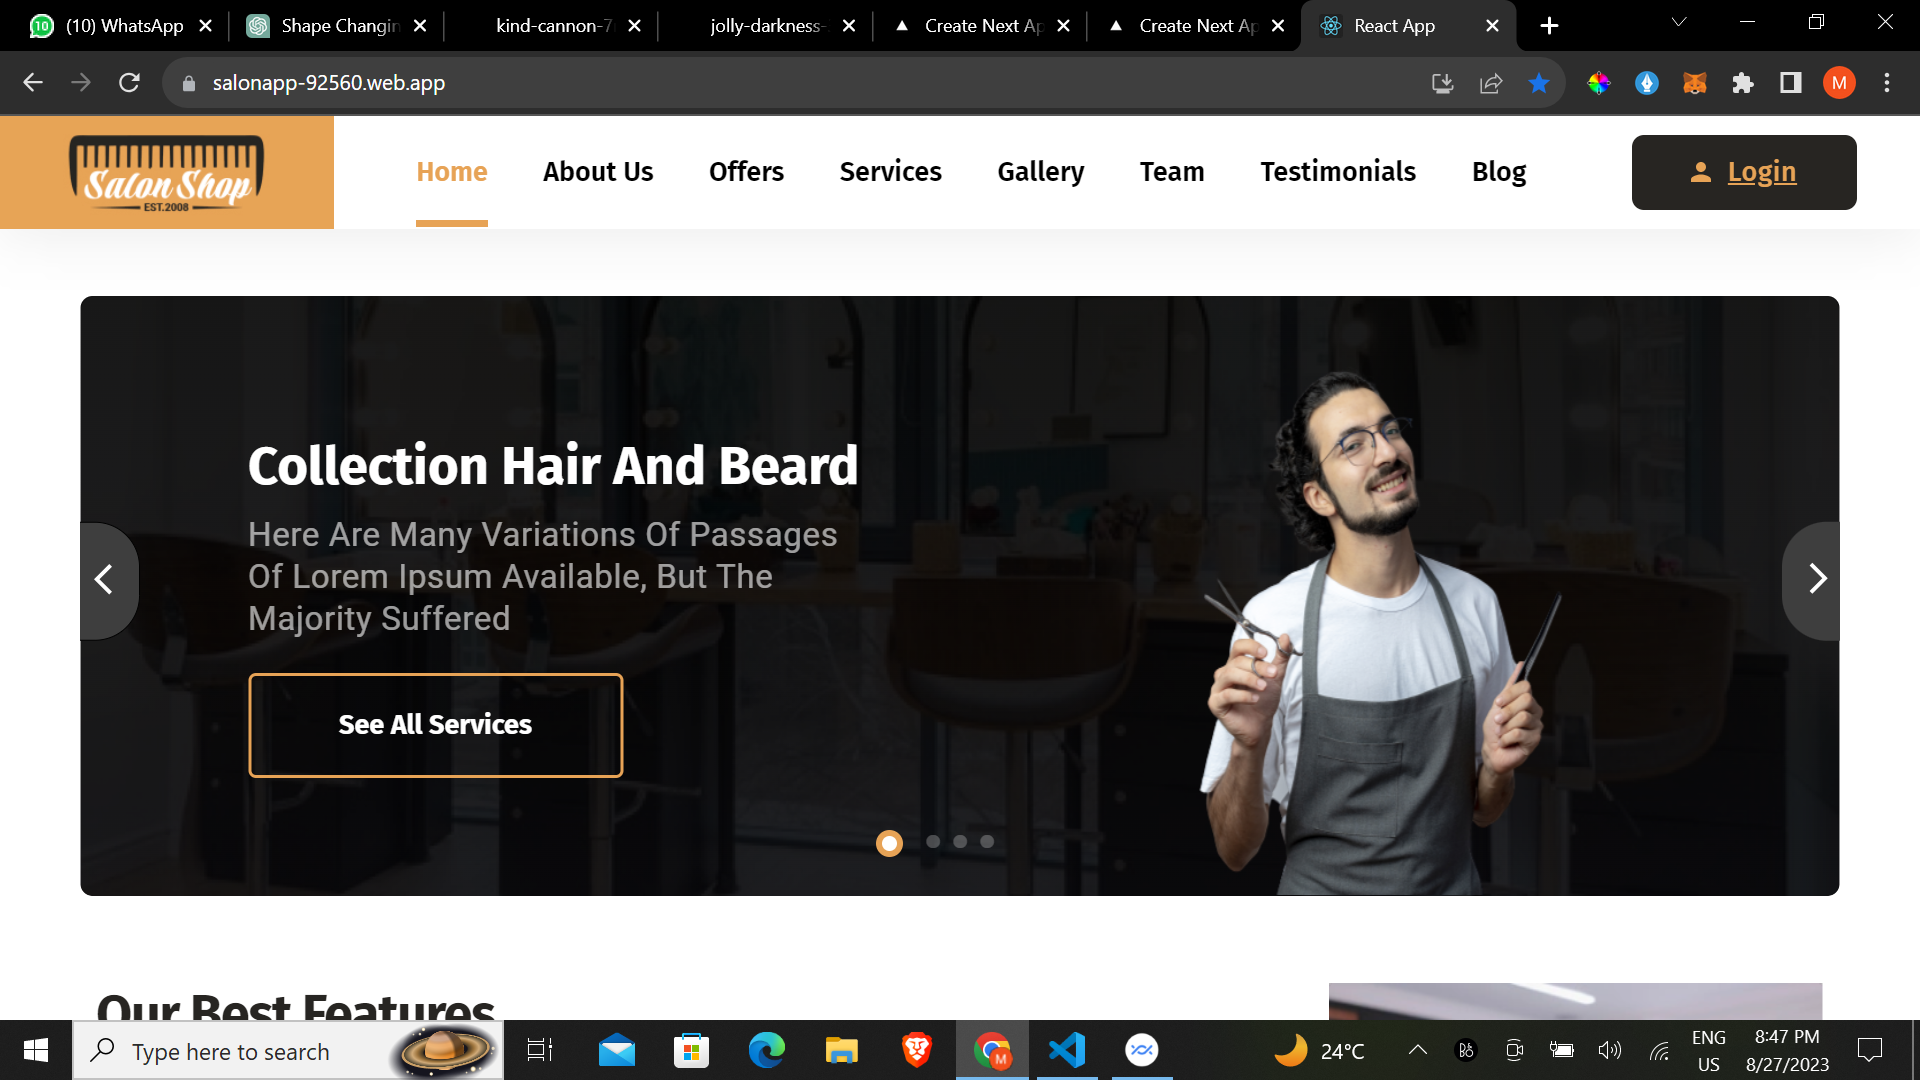 (10) WhatsApp
Shape Changin
kind-cannon-7
jolly-darkness-
Create Next Ap
Create Next Ap
React App
salonapp-92560.web.app
M
Salon Shop
EST.2008
Home
About Us
Offers
Services
Gallery
Team
Testimonials
Blog
Login
Collection Hair And Beard
Here Are Many Variations Of Passages
Of Lorem Ipsum Available, But The
Majority Suffered
See All Services
Our Best Features
Type here to search
M
24°C
ENG
US
8:47 PM
8/27/2023